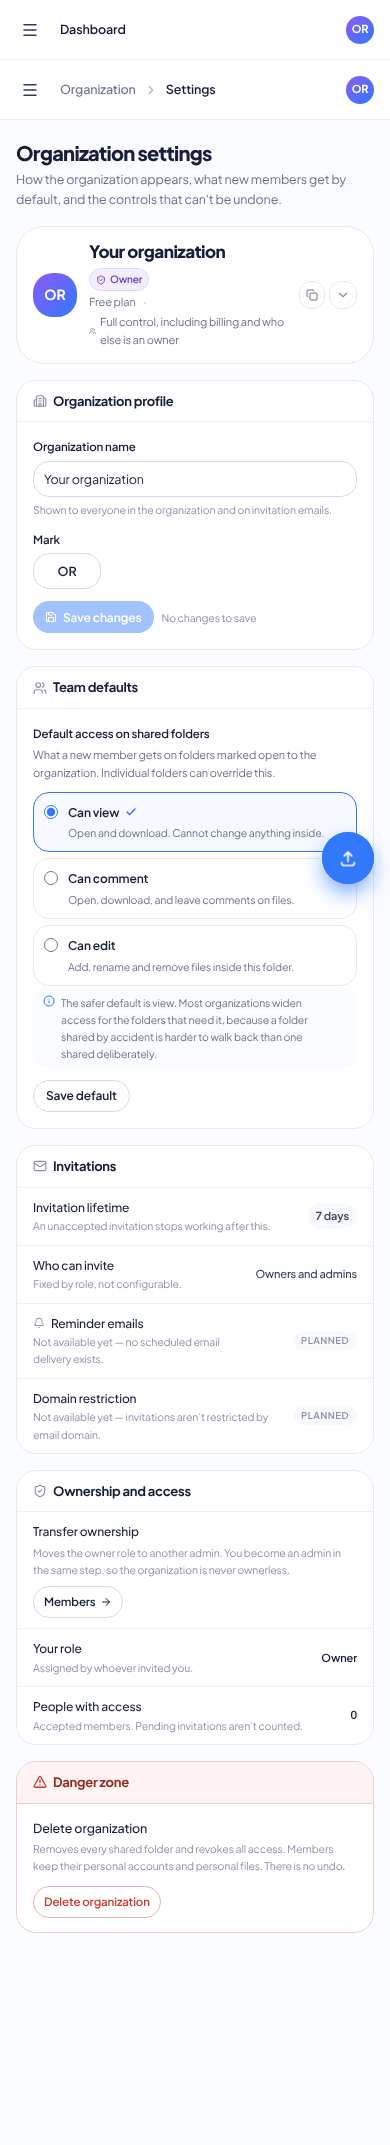 Dashboard
OR
Organization
Settings
OR
Organization settings
How the organization appears, what new members get by
default, and the controls that can't be undone.
OR
Your organization
Owner
Free plan ·
Full control, including billing and who
else is an owner
Organization profile
Organization name
Your organization
Shown to everyone in the organization and on invitation emails.
Mark
OR
Save changes
No changes to save
Team defaults
Default access on shared folders
What a new member gets on folders marked open to the
organization. Individual folders can override this.
Can view
Open and download. Cannot change anything inside.
Can comment
Open, download, and leave comments on files.
Can edit
Add, rename and remove files inside this folder.
The safer default is view. Most organizations widen
access for the folders that need it, because a folder
shared by accident is harder to walk back than one
shared deliberately.
Save default
Invitations
Invitation lifetime
An unaccepted invitation stops working after this.
7 days
Who can invite
Fixed by role, not configurable.
Owners and admins
Reminder emails
Not available yet — no scheduled email
delivery exists.
PLANNED
Domain restriction
Not available yet — invitations aren't restricted by
email domain.
PLANNED
Ownership and access
Transfer ownership
Moves the owner role to another admin. You become an admin in
the same step, so the organization is never ownerless.
Members
Your role
Assigned by whoever invited you.
Owner
People with access
Accepted members. Pending invitations aren't counted.
0
Danger zone
Delete organization
Removes every shared folder and revokes all access. Members
keep their personal accounts and personal files. There is no undo.
Delete organization